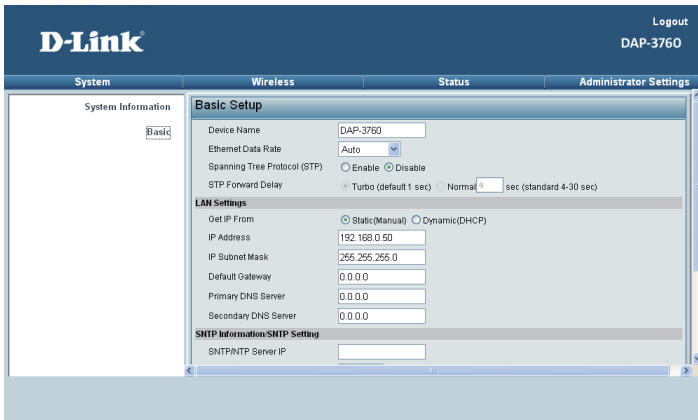 Logout
D-Link
DAP-3760
System Wireless Status Administrator Settings
System Information
Basic
Basic Setup
Device Name DAP-3760
Ethernet Data Rate Auto
Spanning Tree Protocol (STP) Enable Disable
STP Forward Delay Turbo (default 1 sec) Normal 4 sec (standard 4-30 sec)
LAN Settings
Get IP From Static(Manual) Dynamic(DHCP)
IP Address 192.168.0.50
IP Subnet Mask 255.255.255.0
Default Gateway 0.0.0.0
Primary DNS Server 0.0.0.0
Secondary DNS Server 0.0.0.0
SNTP Information/SNTP Setting
SNTP/NTP Server IP